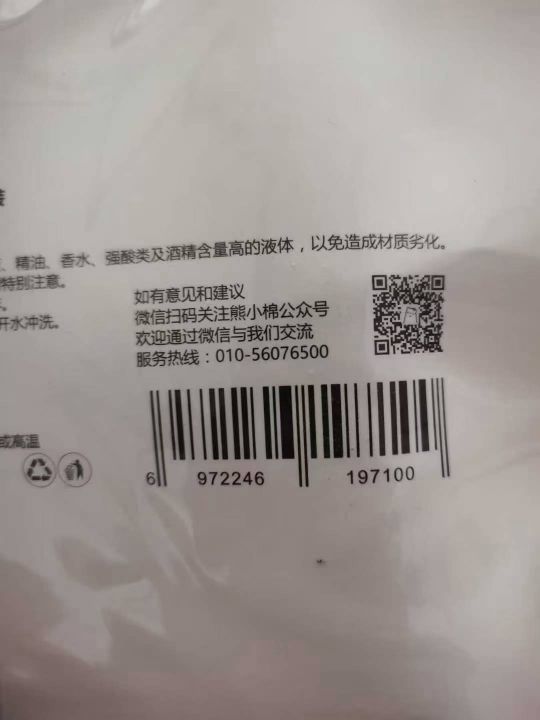 装
、精油、香水、强酸类及酒精含量高的液体，以免造成材质劣化。
特别注意。
开水冲洗。
如有意见和建议
微信扫码关注熊小棉公众号
欢迎通过微信与我们交流
服务热线：010-56076500
或高温
6 972246 197100